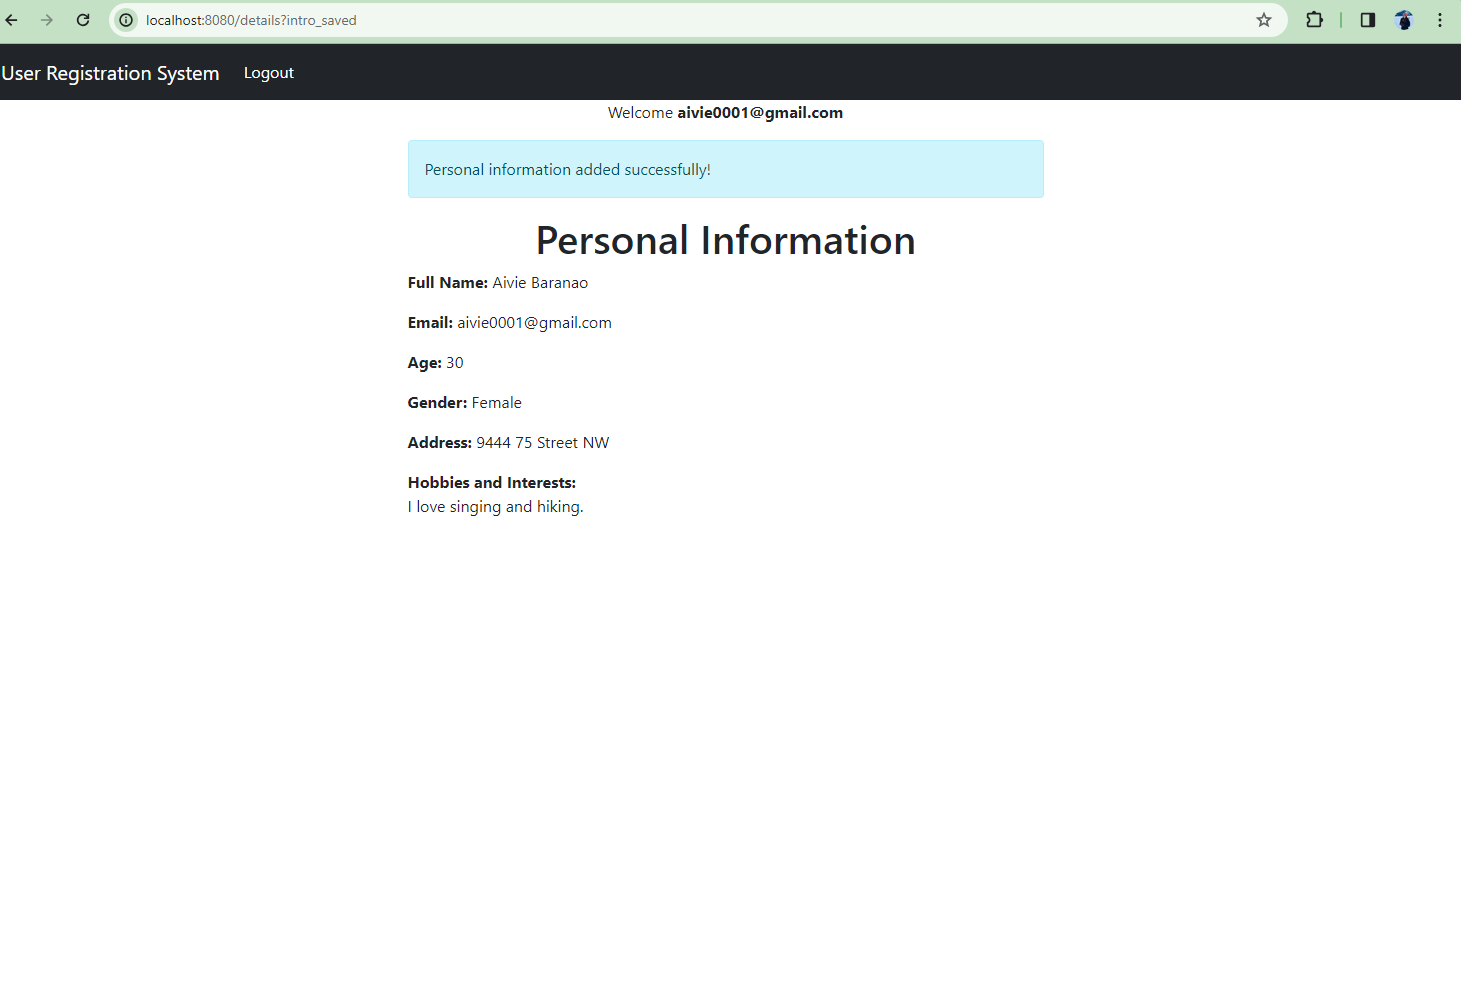 localhost:8080/details?intro_saved
User Registration System Logout
Welcome aivie0001@gmail.com
Personal information added successfully!
Personal Information
Full Name: Aivie Baranao
Email: aivie0001@gmail.com
Age: 30
Gender: Female
Address: 9444 75 Street NW
Hobbies and Interests:
I love singing and hiking.